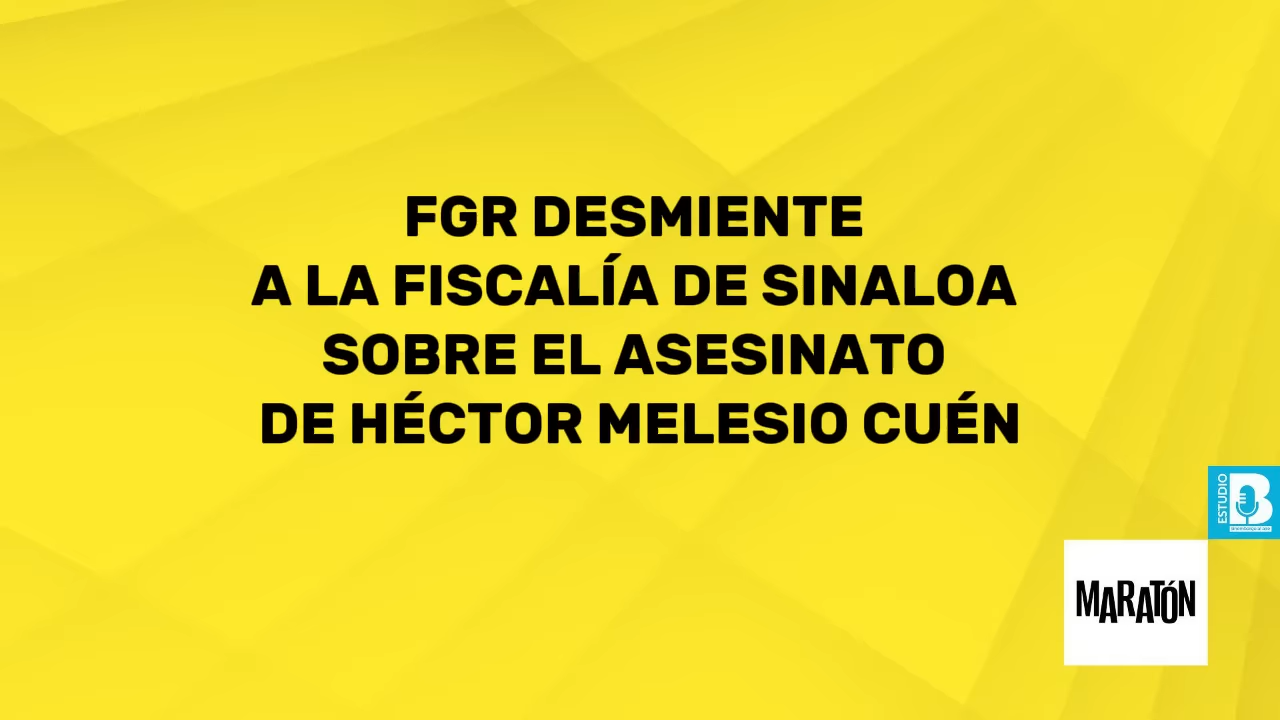 FGR DESMIENTE
A LA FISCALÍA DE SINALOA
SOBRE EL ASESINATO
DE HÉCTOR MELESIO CUÉN
ESTUDIO
B
MARATÓN